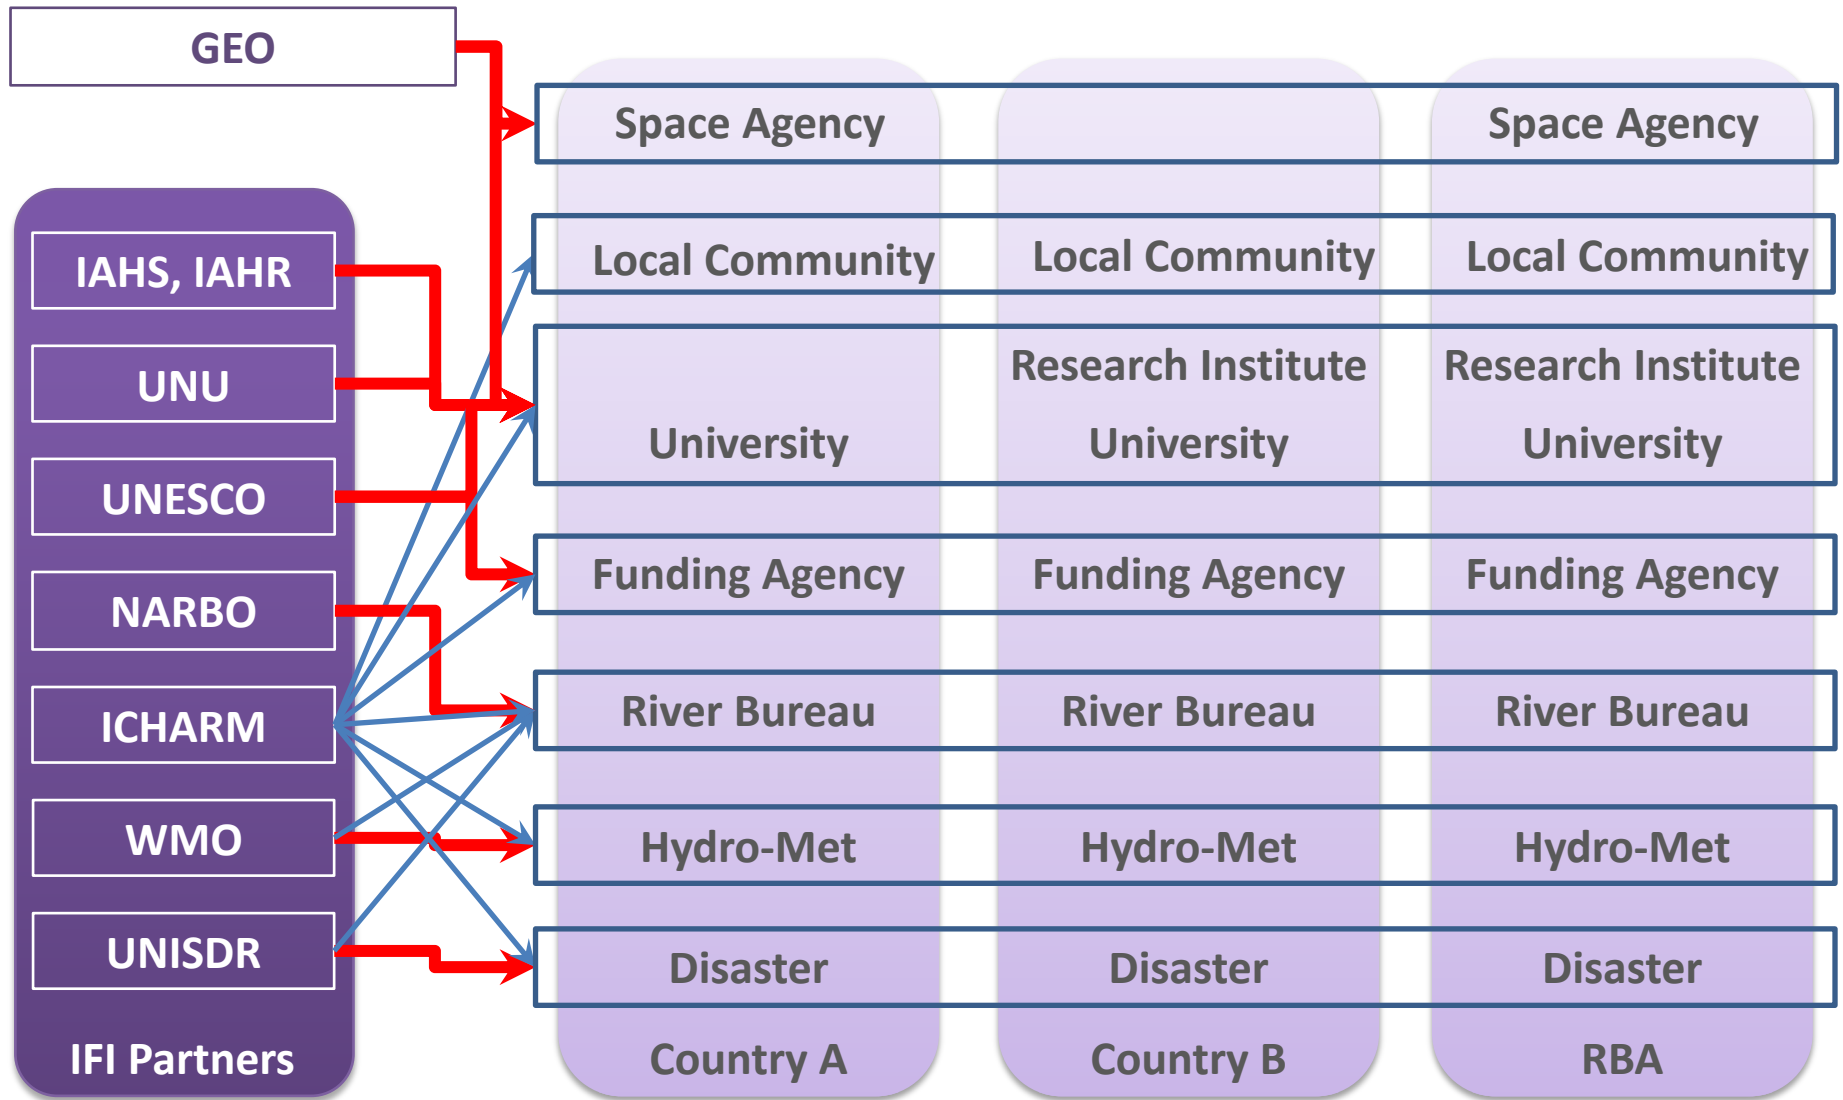 GEO
IAHS, IAHR
UNU
UNESCO
NARBO
ICHARM
WMO
UNISDR
IFI Partners
Space Agency
Space Agency
Local Community
Local Community
Local Community
Research Institute
Research Institute
University
University
University
Funding Agency
Funding Agency
Funding Agency
River Bureau
River Bureau
River Bureau
Hydro-Met
Hydro-Met
Hydro-Met
Disaster
Disaster
Disaster
Country A
Country B
RBA